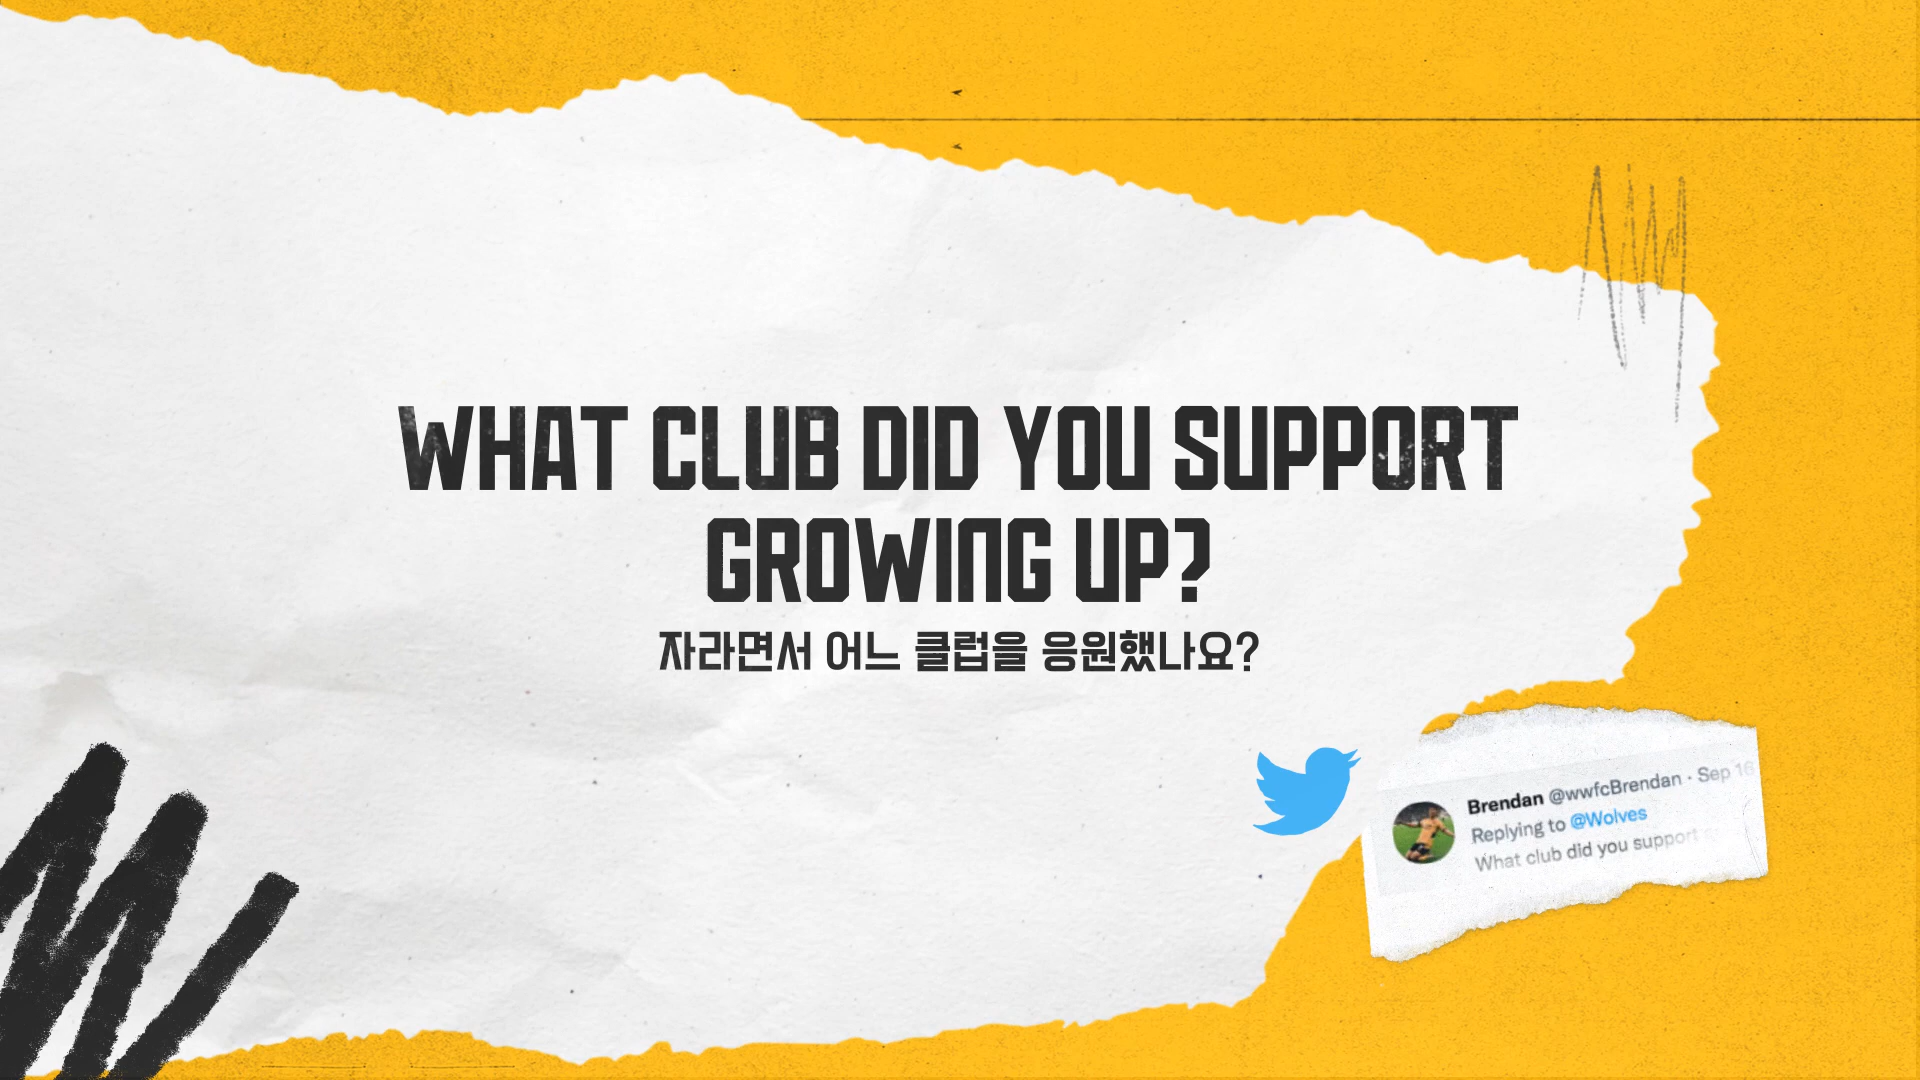 WHAT CLUB DID YOU SUPPORT
GROWING UP?
자라면서 어느 클럽을 응원했나요?
Brendan @wwfcBrendan · Sep 16
Replying to @Wolves
What club did you support